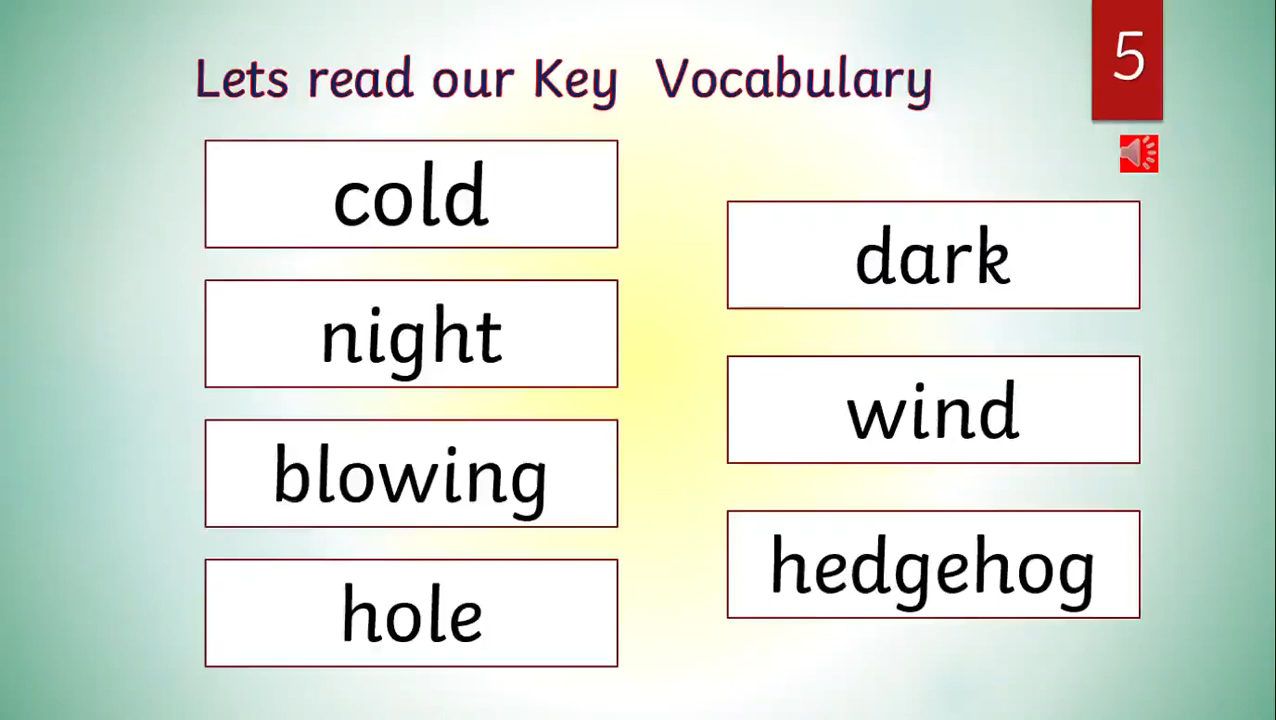 Lets read our Key Vocabulary
5
cold
night
blowing
hole
dark
wind
hedgehog